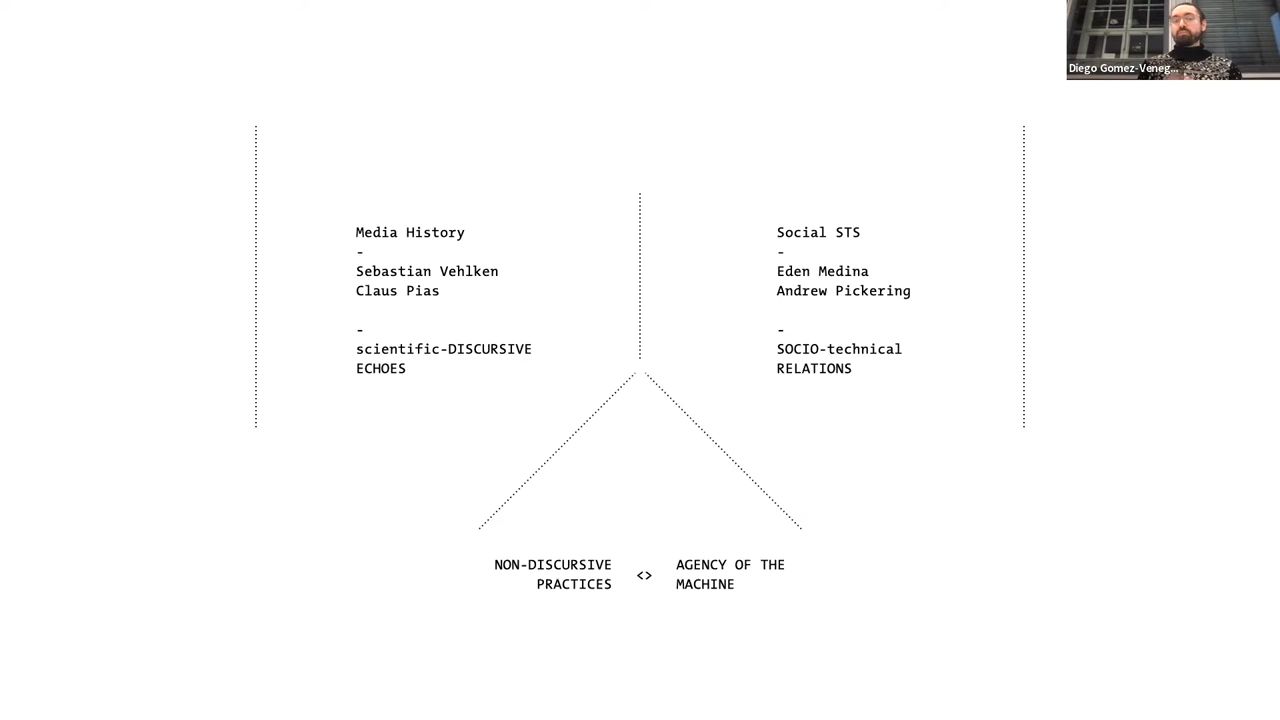 Diego Gomez-Veneg...
Media History
-
Sebastian Vehlken
Claus Pias
-
scientific-DISCURSIVE
ECHOES
Social STS
-
Eden Medina
Andrew Pickering
-
SOCIO-technical
RELATIONS
NON-DISCURSIVE
PRACTICES
<>
AGENCY OF THE
MACHINE